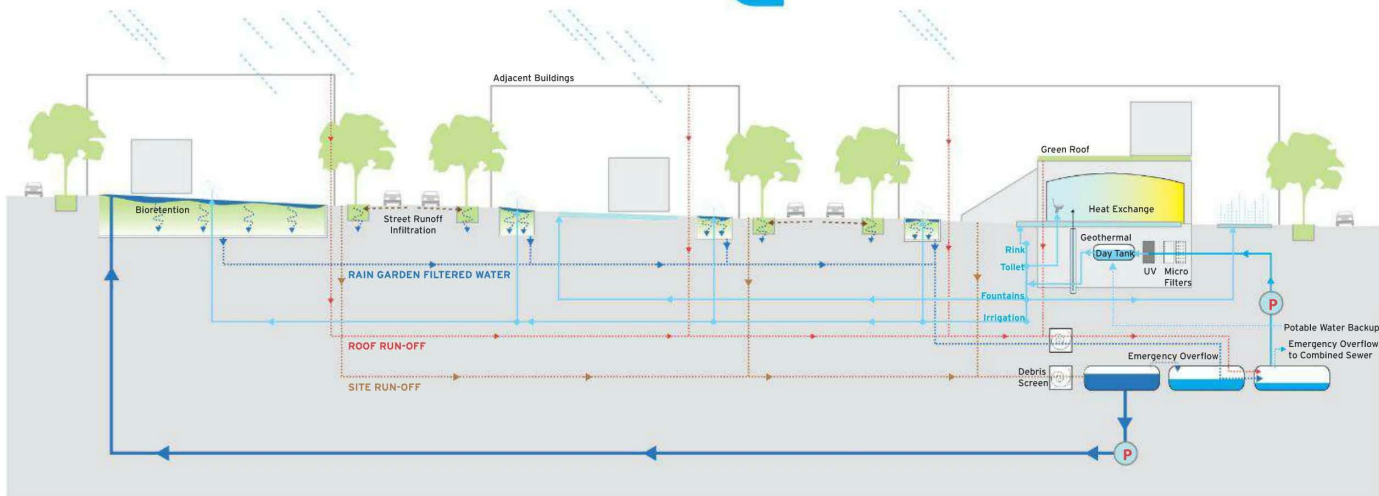 Adjacent Buildings
Green Roof
Bioretention
Street Runoff
Infiltration
Heat Exchange
Geothermal
Rink
Day Tank
Toilet
UV
Micro
Filters
RAIN GARDEN FILTERED WATER
Fountains
P
Irrigation
Potable Water Backup
ROOF RUN-OFF
Emergency Overflow
to Combined Sewer
Emergency Overflow
Debris
Screen
SITE RUN-OFF
P